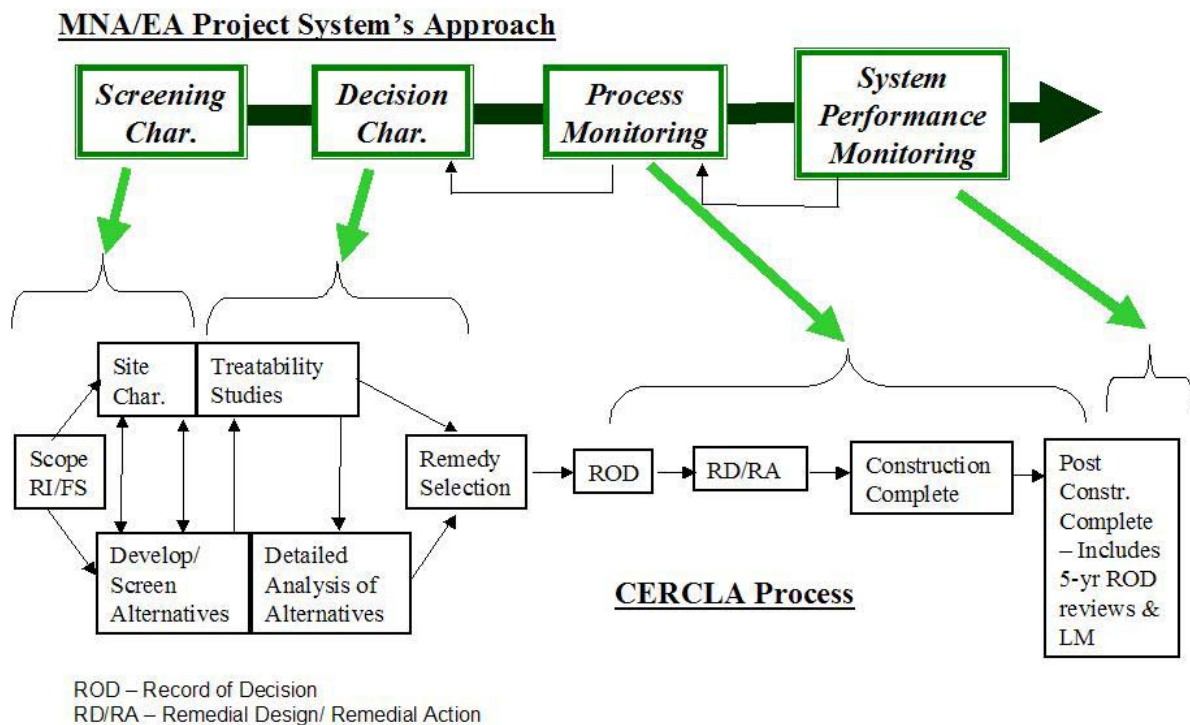 MNA/EA Project System's Approach
Screening
Char.
Decision
Char.
Process
Monitoring
System
Performance
Monitoring
Site
Char.
Treatability
Studies
Scope
RI/FS
Remedy
Selection
ROD
RD/RA
Construction
Complete
Post
Constr.
Complete
– Includes
5-yr ROD
reviews &
LM
Develop/
Screen
Alternatives
Detailed
Analysis of
Alternatives
CERCLA Process
ROD – Record of Decision
RD/RA – Remedial Design/ Remedial Action